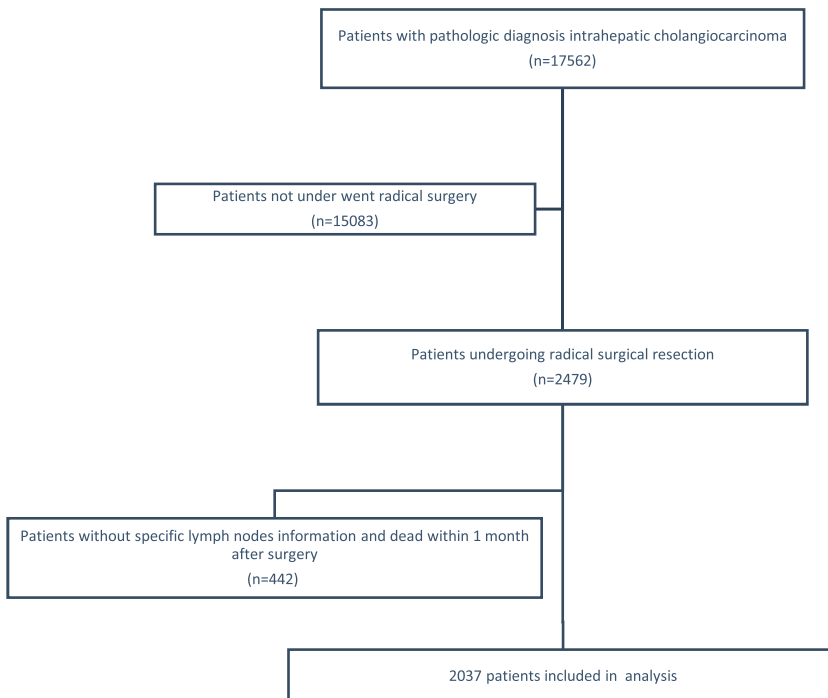 Patients with pathologic diagnosis intrahepatic cholangiocarcinoma
(n=17562)
Patients not under went radical surgery
(n=15083)
Patients undergoing radical surgical resection
(n=2479)
Patients without specific lymph nodes information and dead within 1 month
after surgery
(n=442)
2037 patients included in  analysis